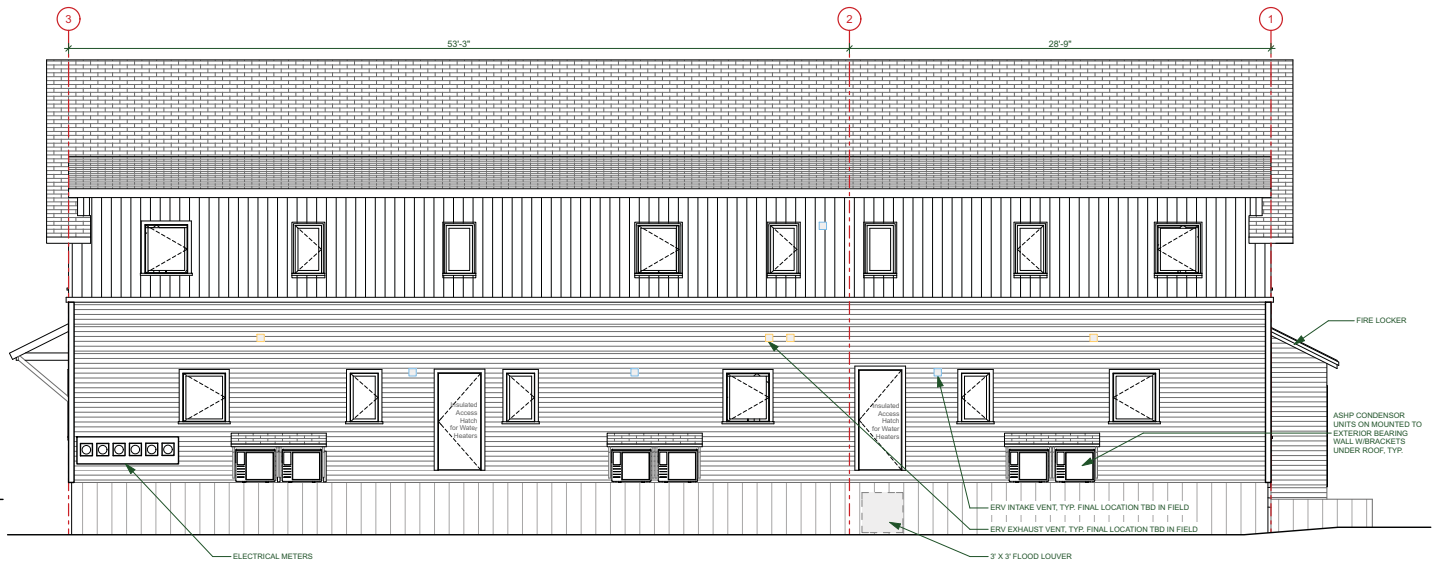 3
2
1
53'-3"
28'-9"
FIRE LOCKER
Insulated
Access
Hatch
for Water
Heaters
Insulated
Access
Hatch
for Water
Heaters
ASHP CONDENSOR
UNITS ON MOUNTED TO
EXTERIOR BEARING
WALL W/BRACKETS
UNDER ROOF, TYP.
ERV INTAKE VENT, TYP. FINAL LOCATION TBD IN FIELD
ERV EXHAUST VENT, TYP. FINAL LOCATION TBD IN FIELD
ELECTRICAL METERS
3' X 3' FLOOD LOUVER